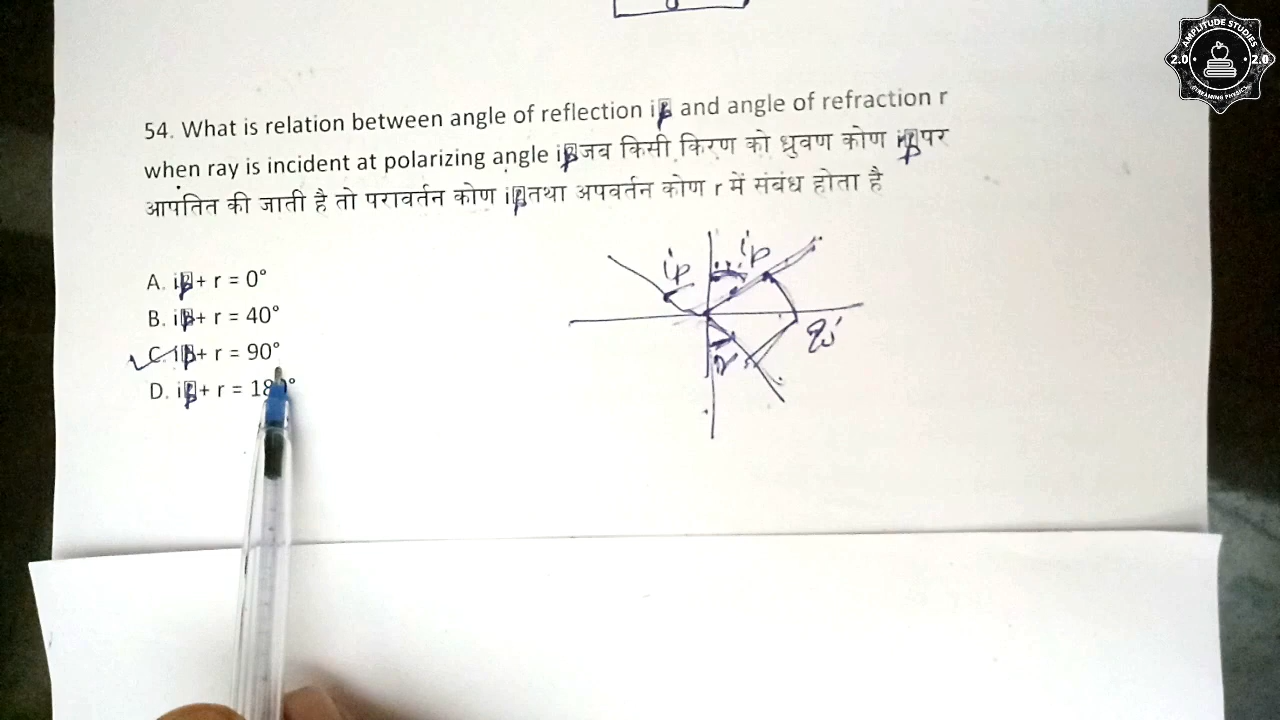 54. What is relation between angle of reflection ip and angle of refraction r
when ray is incident at polarizing angle ip जब किसी किरण को ध्रुवण कोण ip पर
आपतित की जाती है तो परावर्तन कोण ip तथा अपवर्तन कोण r में संबंध होता है
A. ip + r = 0°
B. ip + r = 40°
C. ip + r = 90°
D. ip + r = 180°
ip
ip
r
AMPLITUDE STUDIES
2.0
2.0
STREAMING PHYSICS